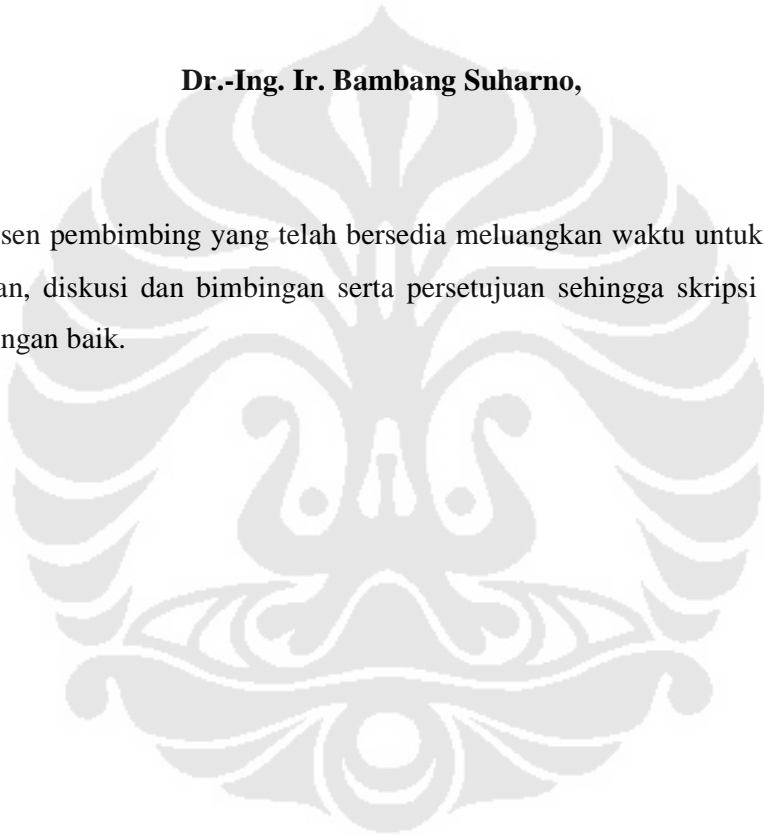 Dr.-Ing. Ir. Bambang Suharno,
sen pembimbing yang telah bersedia meluangkan waktu untuk
an, diskusi dan bimbingan serta persetujuan sehingga skripsi
ngan baik.